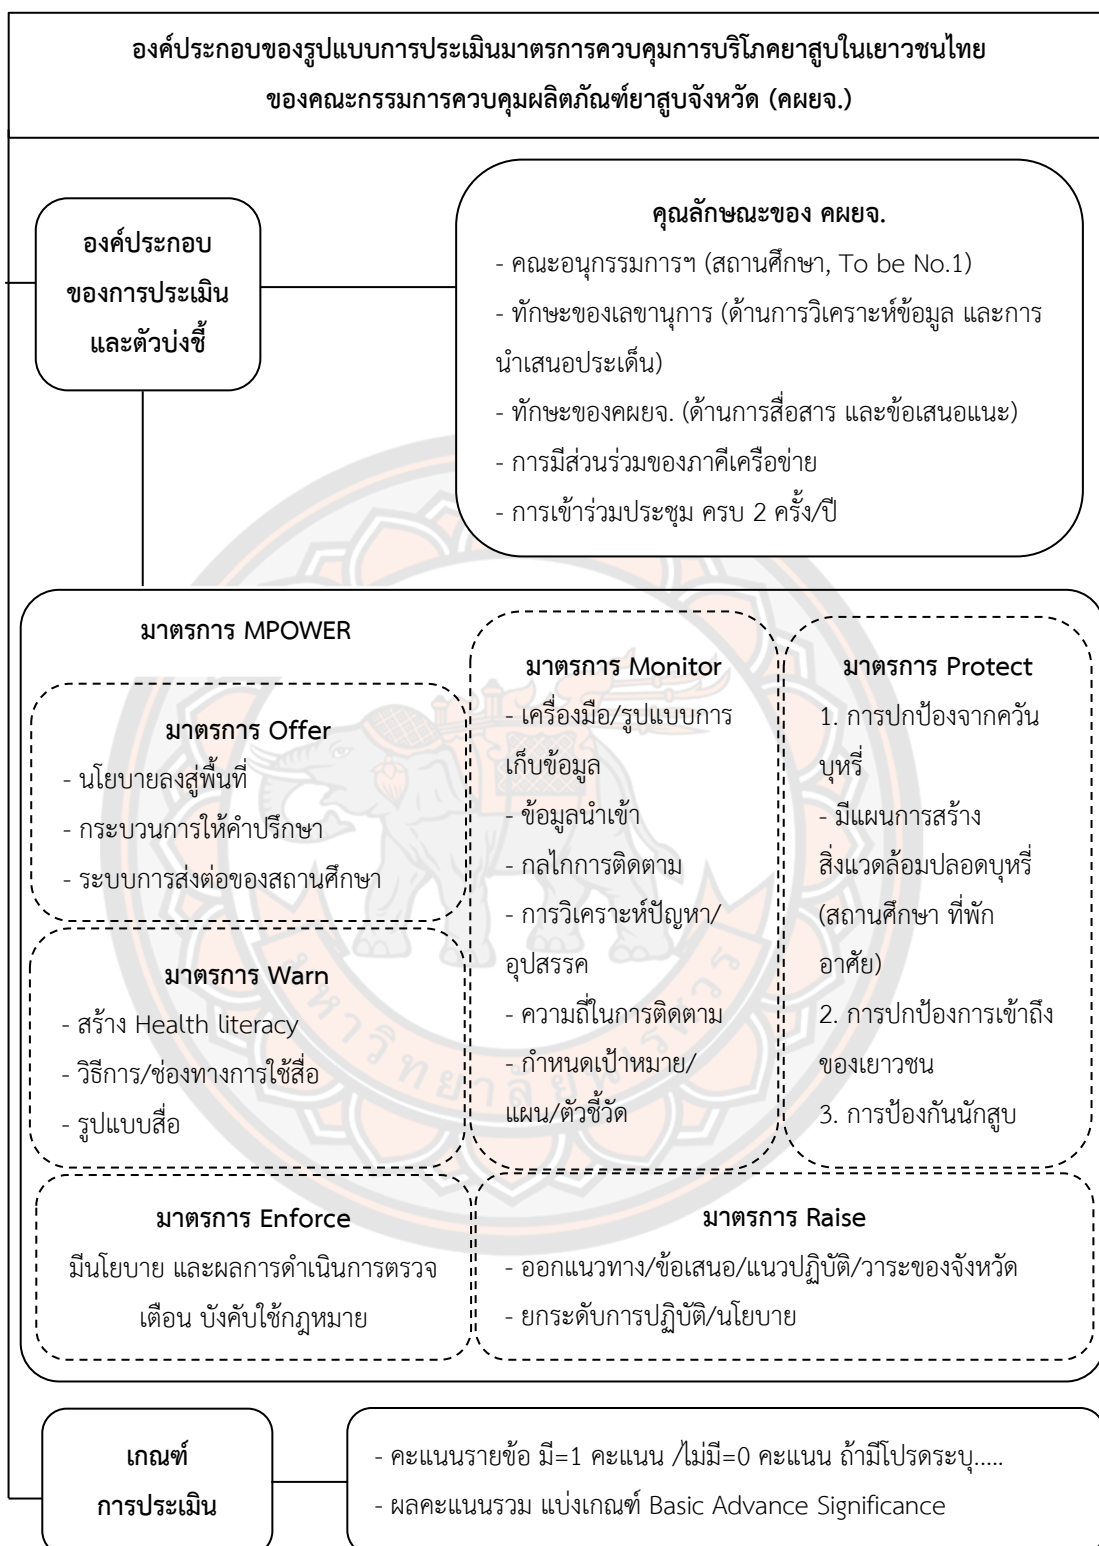 องค์ประกอบของรูปแบบการประเมินมาตรการควบคุมการบริโภคยาสูบในเยาวชนไทย
ของคณะกรรมการควบคุมผลิตภัณฑ์ยาสูบจังหวัด (คผยจ.)
องค์ประกอบ
ของการประเมิน
และตัวบ่งชี้
คุณลักษณะของ คผยจ.
- คณะอนุกรรมการฯ (สถานศึกษา, To be No.1)
- ทักษะของเลขานุการ (ด้านการวิเคราะห์ข้อมูล และการ
นำเสนอประเด็น)
- ทักษะของคผยจ. (ด้านการสื่อสาร และข้อเสนอแนะ)
- การมีส่วนร่วมของภาคีเครือข่าย
- การเข้าร่วมประชุม ครบ 2 ครั้ง/ปี
มาตรการ MPOWER
มาตรการ Offer
- นโยบายลงสู่พื้นที่
- กระบวนการให้คำปรึกษา
- ระบบการส่งต่อของสถานศึกษา
มาตรการ Warn
- สร้าง Health literacy
- วิธีการ/ช่องทางการใช้สื่อ
- รูปแบบสื่อ
มาตรการ Monitor
- เครื่องมือ/รูปแบบการ
เก็บข้อมูล
- ข้อมูลนำเข้า
- กลไกการติดตาม
- การวิเคราะห์ปัญหา/
อุปสรรค
- ความถี่ในการติดตาม
- กำหนดเป้าหมาย/
แผน/ตัวชี้วัด
มาตรการ Protect
1. การปกป้องจากควัน
บุหรี่
- มีแผนการสร้าง
สิ่งแวดล้อมปลอดบุหรี่
(สถานศึกษา ที่พัก
อาศัย)
2. การปกป้องการเข้าถึง
ของเยาวชน
3. การป้องกันนักสูบ
มาตรการ Enforce
มีนโยบาย และผลการดำเนินการตรวจ
เตือน บังคับใช้กฎหมาย
มาตรการ Raise
- ออกแนวทาง/ข้อเสนอ/แนวปฏิบัติ/วาระของจังหวัด
- ยกระดับการปฏิบัติ/นโยบาย
มหาวิทยาลัยนเรศวร
เกณฑ์
การประเมิน
- คะแนนรายข้อ มี=1 คะแนน /ไม่มี=0 คะแนน ถ้ามีโปรดระบุ.....
- ผลคะแนนรวม แบ่งเกณฑ์ Basic Advance Significance